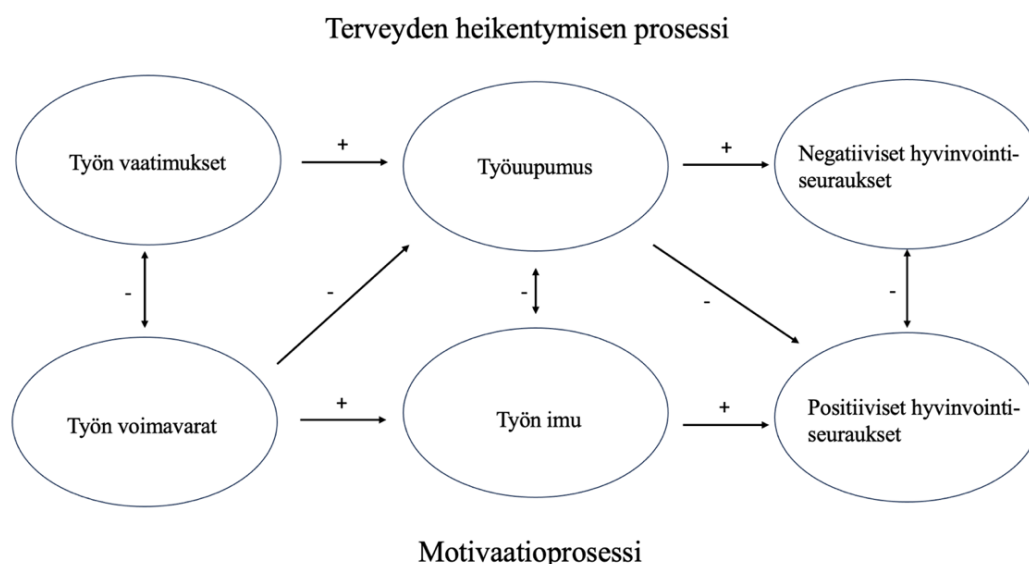 Terveyden heikentymisen prosessi
Työn vaatimukset
+
Työuupumus
+
Negatiiviset hyvinvointi-
seuraukset
-
-
-
-
-
Työn voimavarat
+
Työn imu
+
Positiiviset hyvinvointi-
seuraukset
Motivaatioprosessi